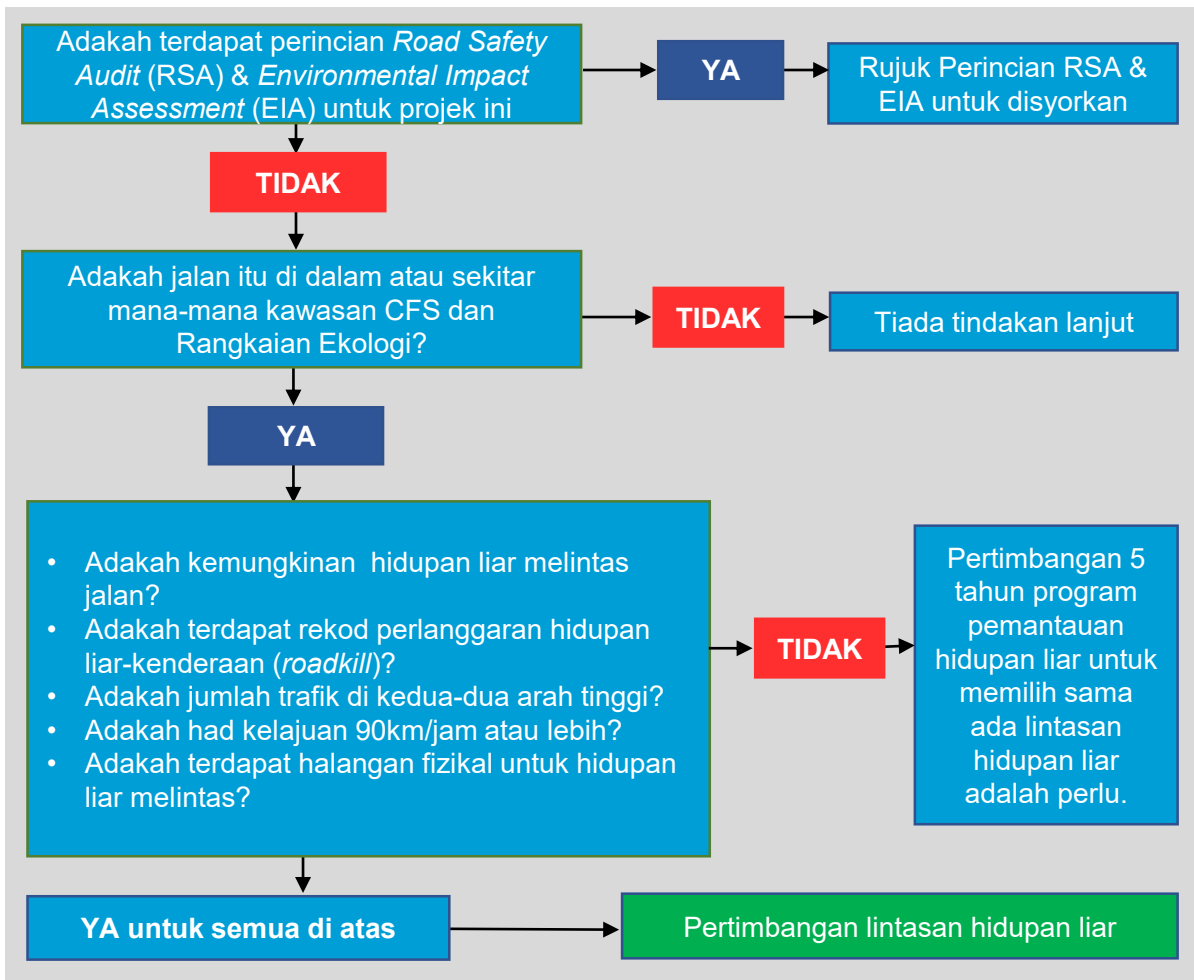 Adakah terdapat perincian Road Safety
Audit (RSA) & Environmental Impact
Assessment (EIA) untuk projek ini
YA
Rujuk Perincian RSA &
EIA untuk disyorkan
TIDAK
Adakah jalan itu di dalam atau sekitar
mana-mana kawasan CFS dan
Rangkaian Ekologi?
TIDAK
Tiada tindakan lanjut
YA
• Adakah kemungkinan hidupan liar melintas
jalan?
• Adakah terdapat rekod perlanggaran hidupan
liar-kenderaan (roadkill)?
• Adakah jumlah trafik di kedua-dua arah tinggi?
• Adakah had kelajuan 90km/jam atau lebih?
• Adakah terdapat halangan fizikal untuk hidupan
liar melintas?
TIDAK
Pertimbangan 5
tahun program
pemantauan
hidupan liar untuk
memilih sama
ada lintasan
hidupan liar
adalah perlu.
YA untuk semua di atas
Pertimbangan lintasan hidupan liar